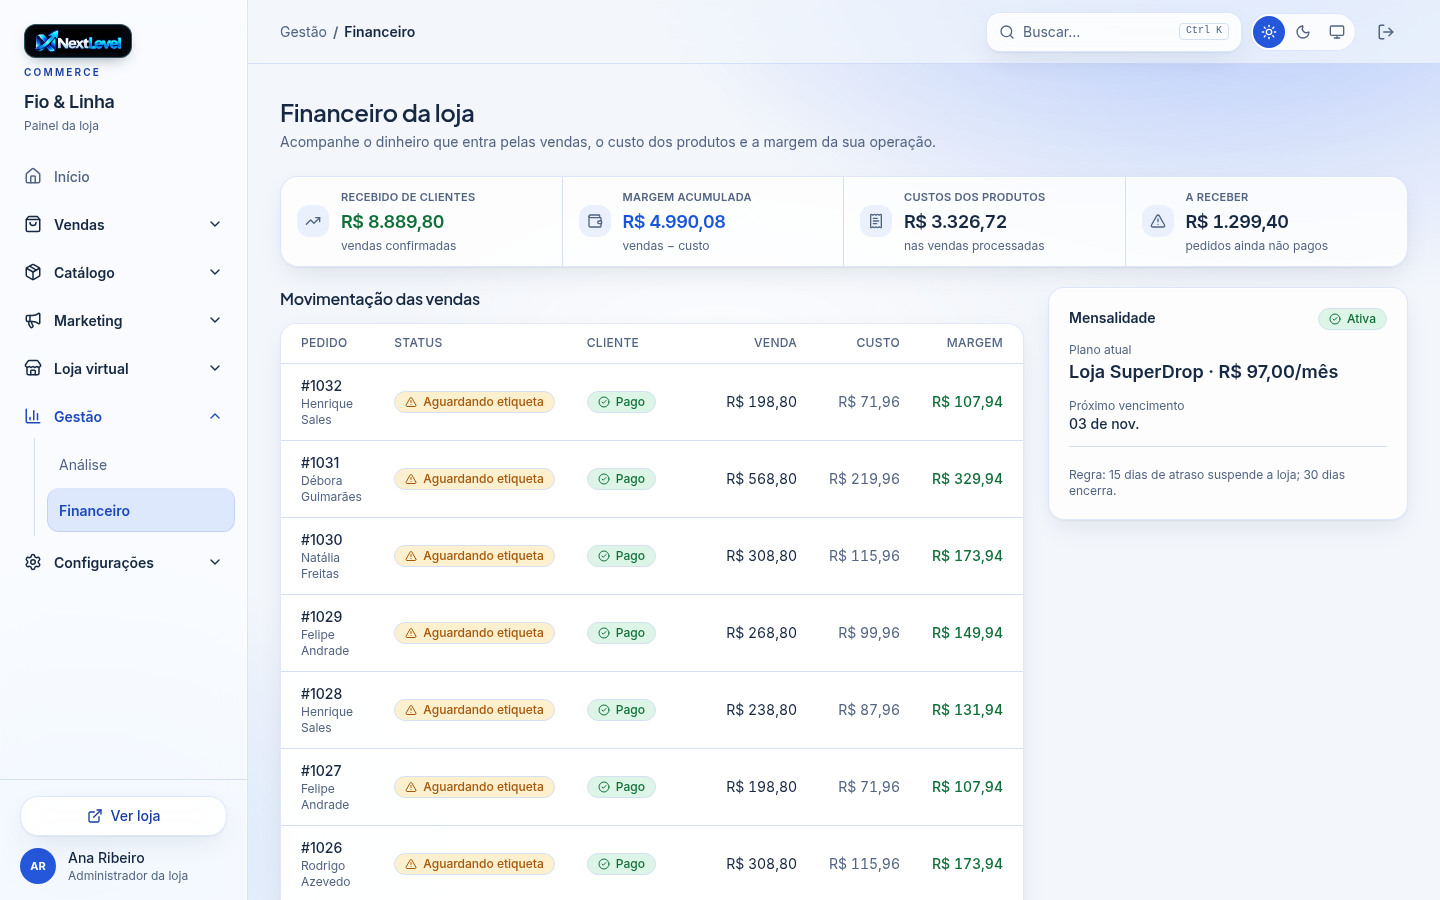 NextLevel
COMMERCE
Fio & Linha
Painel da loja
Início
Vendas
Catálogo
Marketing
Loja virtual
Gestão
Análise
Financeiro
Configurações
Ver loja
AR
Ana Ribeiro
Administrador da loja
Gestão / Financeiro
Buscar...
Ctrl K
Financeiro da loja
Acompanhe o dinheiro que entra pelas vendas, o custo dos produtos e a margem da sua operação.
RECEBIDO DE CLIENTES
R$ 8.889,80
vendas confirmadas
MARGEM ACUMULADA
R$ 4.990,08
vendas − custo
CUSTOS DOS PRODUTOS
R$ 3.326,72
nas vendas processadas
A RECEBER
R$ 1.299,40
pedidos ainda não pagos
Movimentação das vendas
PEDIDO STATUS CLIENTE VENDA CUSTO MARGEM
#1032
Henrique
Sales
Aguardando etiqueta Pago R$ 198,80 R$ 71,96 R$ 107,94
#1031
Débora
Guimarães
Aguardando etiqueta Pago R$ 568,80 R$ 219,96 R$ 329,94
#1030
Natália
Freitas
Aguardando etiqueta Pago R$ 308,80 R$ 115,96 R$ 173,94
#1029
Felipe
Andrade
Aguardando etiqueta Pago R$ 268,80 R$ 99,96 R$ 149,94
#1028
Henrique
Sales
Aguardando etiqueta Pago R$ 238,80 R$ 87,96 R$ 131,94
#1027
Felipe
Andrade
Aguardando etiqueta Pago R$ 198,80 R$ 71,96 R$ 107,94
#1026
Rodrigo
Azevedo
Aguardando etiqueta Pago R$ 308,80 R$ 115,96 R$ 173,94
Mensalidade
Ativa
Plano atual
Loja SuperDrop · R$ 97,00/mês
Próximo vencimento
03 de nov.
Regra: 15 dias de atraso suspende a loja; 30 dias
encerra.